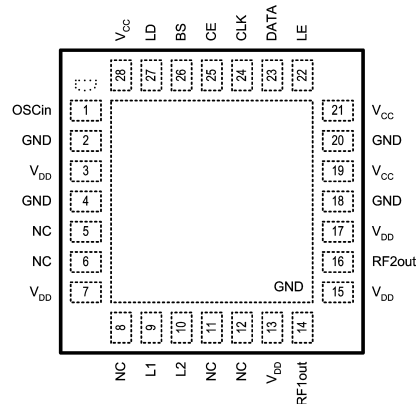 VCC LD BS CE CLK DATA LE
28 27 26 25 24 23 22
OSCin 1 21 VCC
GND 2 20 GND
VDD 3 19 VCC
GND 4 18 GND
NC 5 17 VDD
NC 6 16 RF2out
VDD 7 GND 15 VDD
8 9 10 11 12 13 14
NC L1 L2 NC NC VDD RF1out